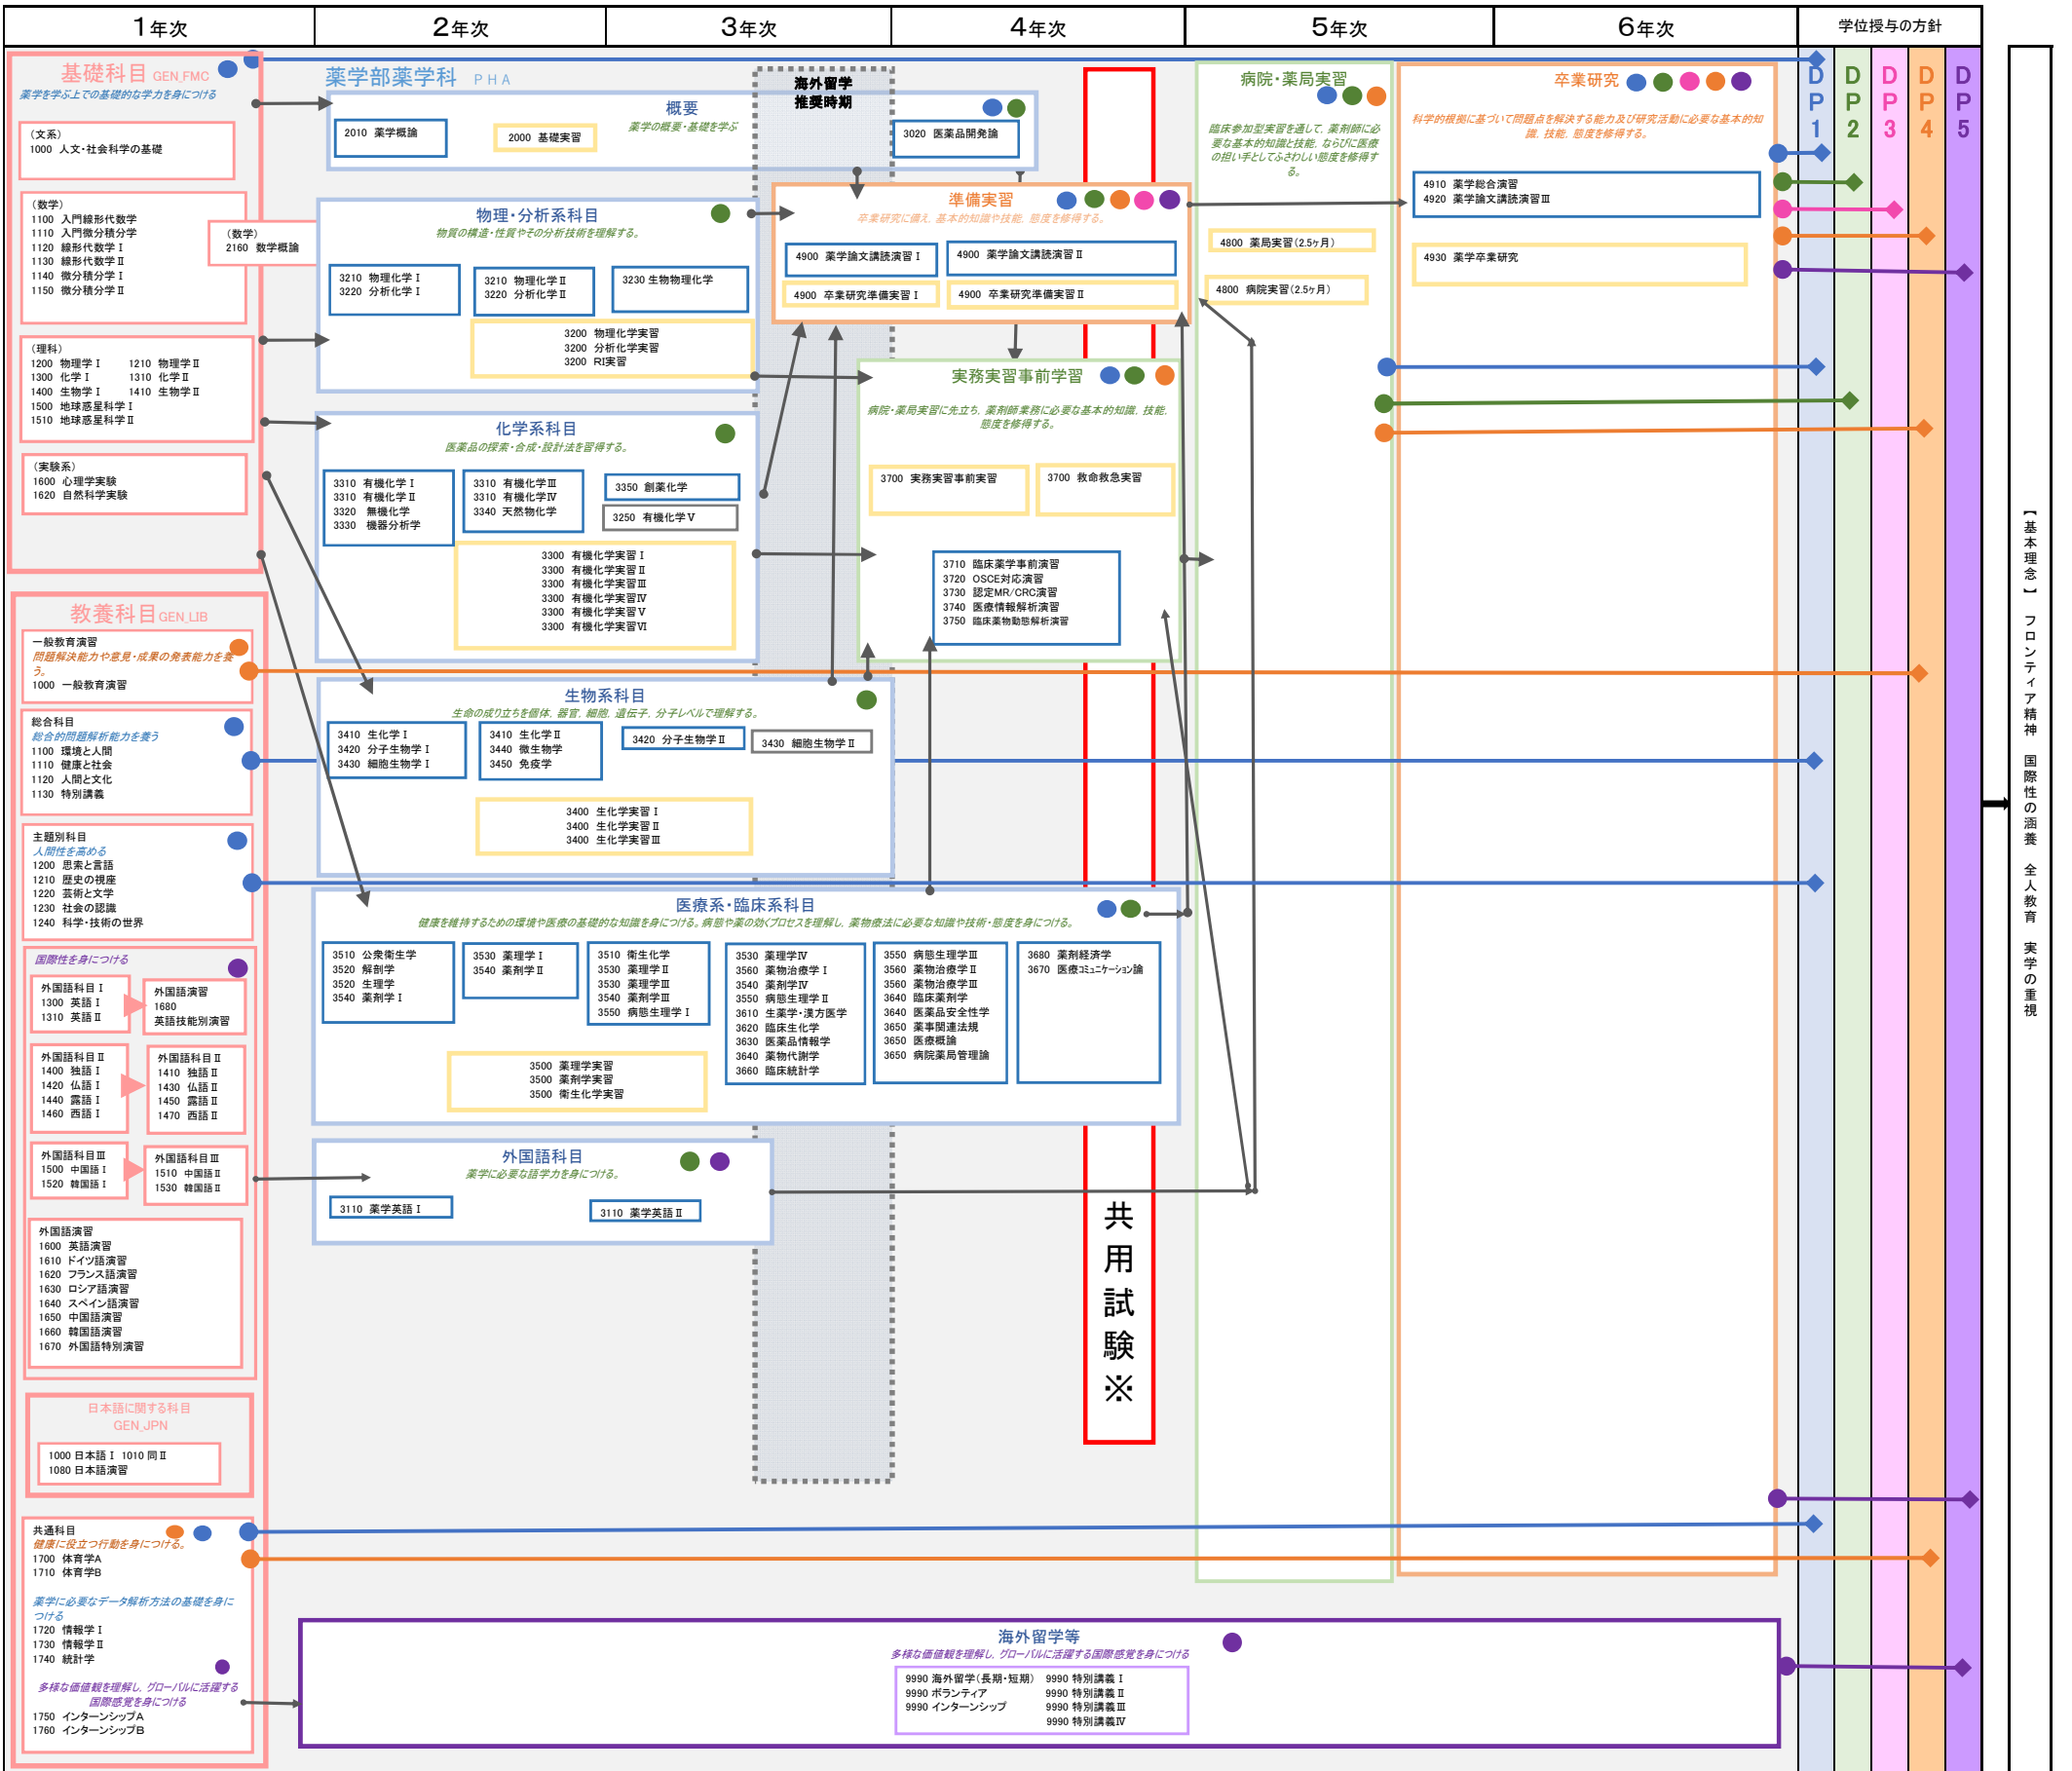 1年次
2年次
3年次
4年次
5年次
6年次
学位授与の方針
基礎科目 GEN_FMC
薬学を学ぶ上での基礎的な学力を身につける
(文系)
1000 人文・社会科学の基礎
(数学)
1100 入門線形代数学
1110 入門微分積分学
1120 線形代数学Ⅰ
1130 線形代数学Ⅱ
1140 微分積分学Ⅰ
1150 微分積分学Ⅱ
(数学)
2160 数学概論
(理科)
1200 物理学Ⅰ 1210 物理学Ⅱ
1300 化学Ⅰ 1310 化学Ⅱ
1400 生物学Ⅰ 1410 生物学Ⅱ
1500 地球惑星科学Ⅰ
1510 地球惑星科学Ⅱ
(実験系)
1600 心理学実験
1620 自然科学実験
教養科目 GEN_LIB
一般教育演習
問題解決能力や意見・成果の発表能力を養
う。
1000 一般教育演習
総合科目
総合的問題解析能力を養う
1100 環境と人間
1110 健康と社会
1120 人間と文化
1130 特別講義
主題別科目
人間性を高める
1200 思索と言語
1210 歴史の視座
1220 芸術と文学
1230 社会の認識
1240 科学・技術の世界
国際性を身につける
外国語科目Ⅰ
1300 英語Ⅰ
1310 英語Ⅱ
外国語演習
1680
英語技能別演習
外国語科目Ⅱ
1400 独語Ⅰ
1420 仏語Ⅰ
1440 露語Ⅰ
1460 西語Ⅰ
外国語科目Ⅱ
1410 独語Ⅱ
1430 仏語Ⅱ
1450 露語Ⅱ
1470 西語Ⅱ
外国語科目Ⅲ
1500 中国語Ⅰ
1520 韓国語Ⅰ
外国語科目Ⅲ
1510 中国語Ⅱ
1530 韓国語Ⅱ
外国語演習
1600 英語演習
1610 ドイツ語演習
1620 フランス語演習
1630 ロシア語演習
1640 スペイン語演習
1650 中国語演習
1660 韓国語演習
1670 外国語特別演習
日本語に関する科目
GEN_JPN
1000 日本語Ⅰ 1010 同Ⅱ
1080 日本語演習
共通科目
健康に役立つ行動を身につける。
1700 体育学A
1710 体育学B
薬学に必要なデータ解析方法の基礎を身に
つける
1720 情報学Ⅰ
1730 情報学Ⅱ
1740 統計学
多様な価値観を理解し、グローバルに活躍する
国際感覚を身につける
1750 インターンシップA
1760 インターンシップB
薬学部薬学科 PHA
概要
薬学の概要・基礎を学ぶ
2010 薬学概論
2000 基礎実習
3020 医薬品開発論
海外留学
推奨時期
物理・分析系科目
物質の構造・性質やその分析技術を理解する。
3210 物理化学Ⅰ
3220 分析化学Ⅰ
3210 物理化学Ⅱ
3220 分析化学Ⅱ
3230 生物物理化学
3200 物理化学実習
3200 分析化学実習
3200 RI実習
化学系科目
医薬品の探索・合成・設計法を習得する。
3310 有機化学Ⅰ
3310 有機化学Ⅱ
3320 無機化学
3330 機器分析学
3310 有機化学Ⅲ
3310 有機化学Ⅳ
3340 天然物化学
3350 創薬化学
3250 有機化学Ⅴ
3300 有機化学実習Ⅰ
3300 有機化学実習Ⅱ
3300 有機化学実習Ⅲ
3300 有機化学実習Ⅳ
3300 有機化学実習Ⅴ
3300 有機化学実習Ⅵ
生物系科目
生命の成り立ちを個体、器官、細胞、遺伝子、分子レベルで理解する。
3410 生化学Ⅰ
3420 分子生物学Ⅰ
3430 細胞生物学Ⅰ
3410 生化学Ⅱ
3440 微生物学
3450 免疫学
3420 分子生物学Ⅱ
3430 細胞生物学Ⅱ
3400 生化学実習Ⅰ
3400 生化学実習Ⅱ
3400 生化学実習Ⅲ
医療系・臨床系科目
健康を維持するための環境や医療の基礎的な知識を身につける。病態や薬の効くプロセスを理解し、薬物療法に必要な知識や技術・態度を身につける。
3510 公衆衛生学
3520 解剖学
3520 生理学
3540 薬剤学Ⅰ
3530 薬理学Ⅰ
3540 薬剤学Ⅱ
3510 衛生化学
3530 薬理学Ⅱ
3530 薬理学Ⅲ
3540 薬剤学Ⅲ
3550 病態生理学Ⅰ
3530 薬理学Ⅳ
3560 薬物治療学Ⅰ
3540 薬剤学Ⅳ
3550 病態生理学Ⅱ
3610 生薬学・漢方医学
3620 臨床生化学
3630 医薬品情報学
3640 薬物代謝学
3660 臨床統計学
3550 病態生理学Ⅲ
3560 薬物治療学Ⅱ
3560 薬物治療学Ⅲ
3640 臨床薬剤学
3640 医薬品安全性学
3650 薬事関連法規
3650 医療概論
3650 病院薬局管理論
3680 薬剤経済学
3670 医療コミュニケーション論
3500 薬理学実習
3500 薬剤学実習
3500 衛生化学実習
外国語科目
薬学に必要な語学力を身につける。
3110 薬学英語Ⅰ
3110 薬学英語Ⅱ
準備実習
卒業研究に備え、基本的知識や技能、態度を修得する。
4900 薬学論文講読演習Ⅰ
4900 薬学論文講読演習Ⅱ
4900 卒業研究準備実習Ⅰ
4900 卒業研究準備実習Ⅱ
実務実習事前学習
病院・薬局実習に先立ち、薬剤師業務に必要な基本的知識、技能、
態度を修得する。
3700 実務実習事前実習
3700 救命救急実習
3710 臨床薬学事前演習
3720 OSCE対応演習
3730 認定MR/CRC演習
3740 医療情報解析演習
3750 臨床薬物動態解析演習
共用試験※
病院・薬局実習
臨床参加型実習を通して、薬剤師に必
要な基本的知識と技能、ならびに医療
の担い手としてふさわしい態度を修得す
る。
4800 薬局実習(2.5ヶ月)
4800 病院実習(2.5ヶ月)
卒業研究
科学的根拠に基づいて問題点を解決する能力及び研究活動に必要な基本的知
識、技能、態度を修得する。
4910 薬学総合演習
4920 薬学論文講読演習Ⅲ
4930 薬学卒業研究
海外留学等
多様な価値観を理解し、グローバルに活躍する国際感覚を身につける
9990 海外留学(長期・短期) 9990 特別講義Ⅰ
9990 ボランティア 9990 特別講義Ⅱ
9990 インターンシップ 9990 特別講義Ⅲ
9990 特別講義Ⅳ
DP1
DP2
DP3
DP4
DP5
【基本理念】 フロンティア精神 国際性の涵養 全人教育 実学の重視